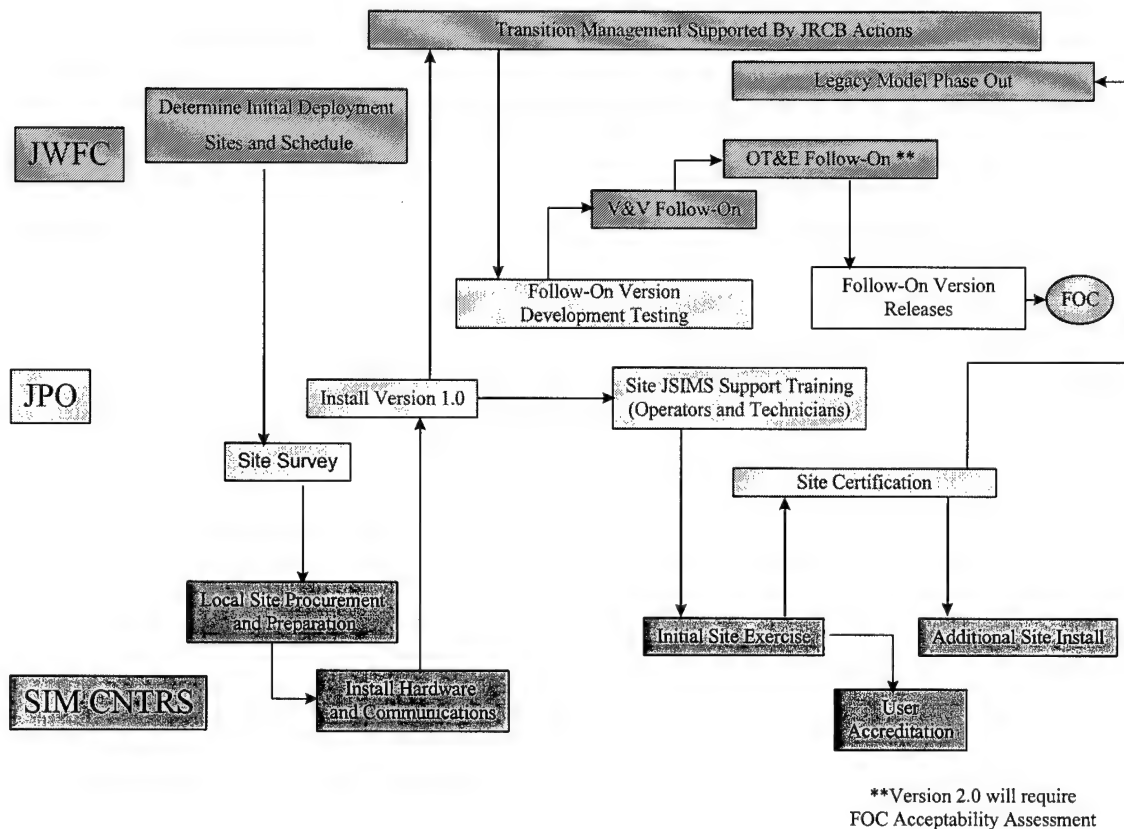 Transition Management Supported By JRCB Actions
Legacy Model Phase Out
Determine Initial Deployment
Sites and Schedule
JWFC
OT&E Follow-On **
V&V Follow-On
Follow-On Version
Development Testing
Follow-On Version
Releases
FOC
JPO
Install Version 1.0
Site JSIMS Support Training
(Operators and Technicians)
Site Survey
Site Certification
Local Site Procurement
and Preparation
Initial Site Exercise
Additional Site Install
SIM CNTRS
Install Hardware
and Communications
User
Accreditation
**Version 2.0 will require
FOC Acceptability Assessment